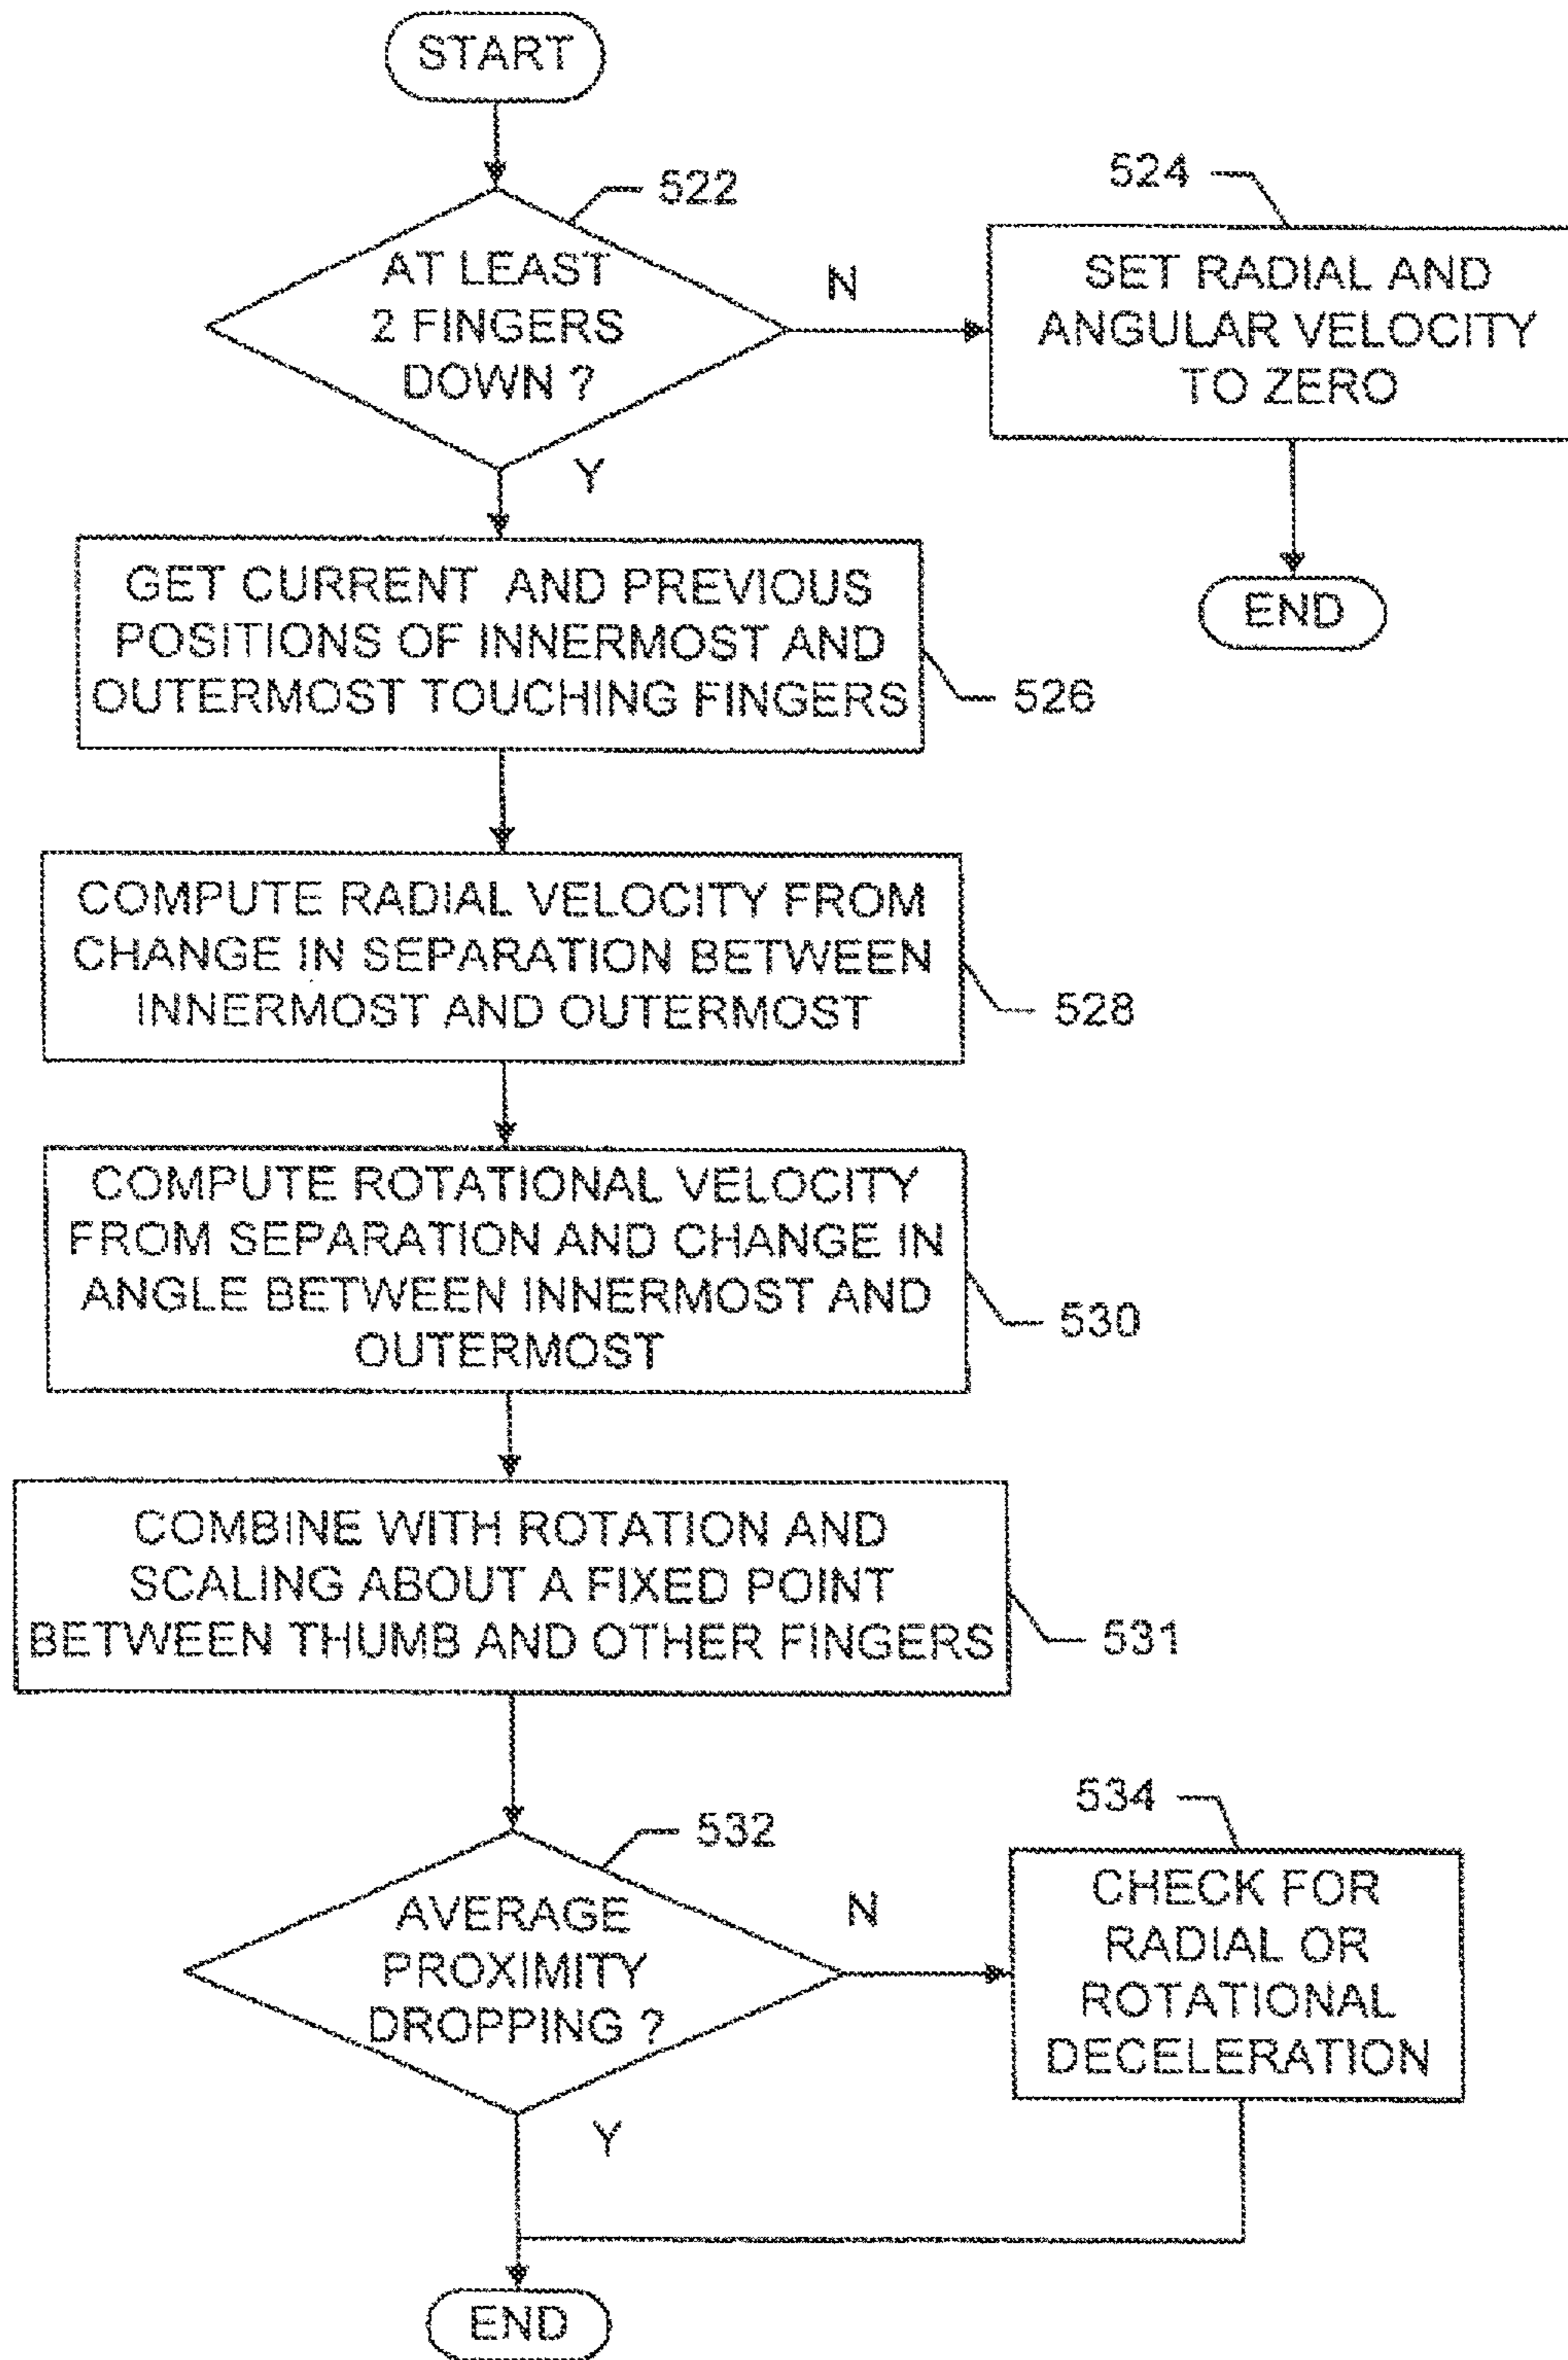 START
522
AT LEAST
2 FINGERS
DOWN ?
N
Y
524
SET RADIAL AND
ANGULAR VELOCITY
TO ZERO
END
GET CURRENT AND PREVIOUS
POSITIONS OF INNERMOST AND
OUTERMOST TOUCHING FINGERS
526
COMPUTE RADIAL VELOCITY FROM
CHANGE IN SEPARATION BETWEEN
INNERMOST AND OUTERMOST
528
COMPUTE ROTATIONAL VELOCITY
FROM SEPARATION AND CHANGE IN
ANGLE BETWEEN INNERMOST AND
OUTERMOST
530
COMBINE WITH ROTATION AND
SCALING ABOUT A FIXED POINT
BETWEEN THUMB AND OTHER FINGERS
531
532
AVERAGE
PROXIMITY
DROPPING ?
N
Y
534
CHECK FOR
RADIAL OR
ROTATIONAL
DECELERATION
END